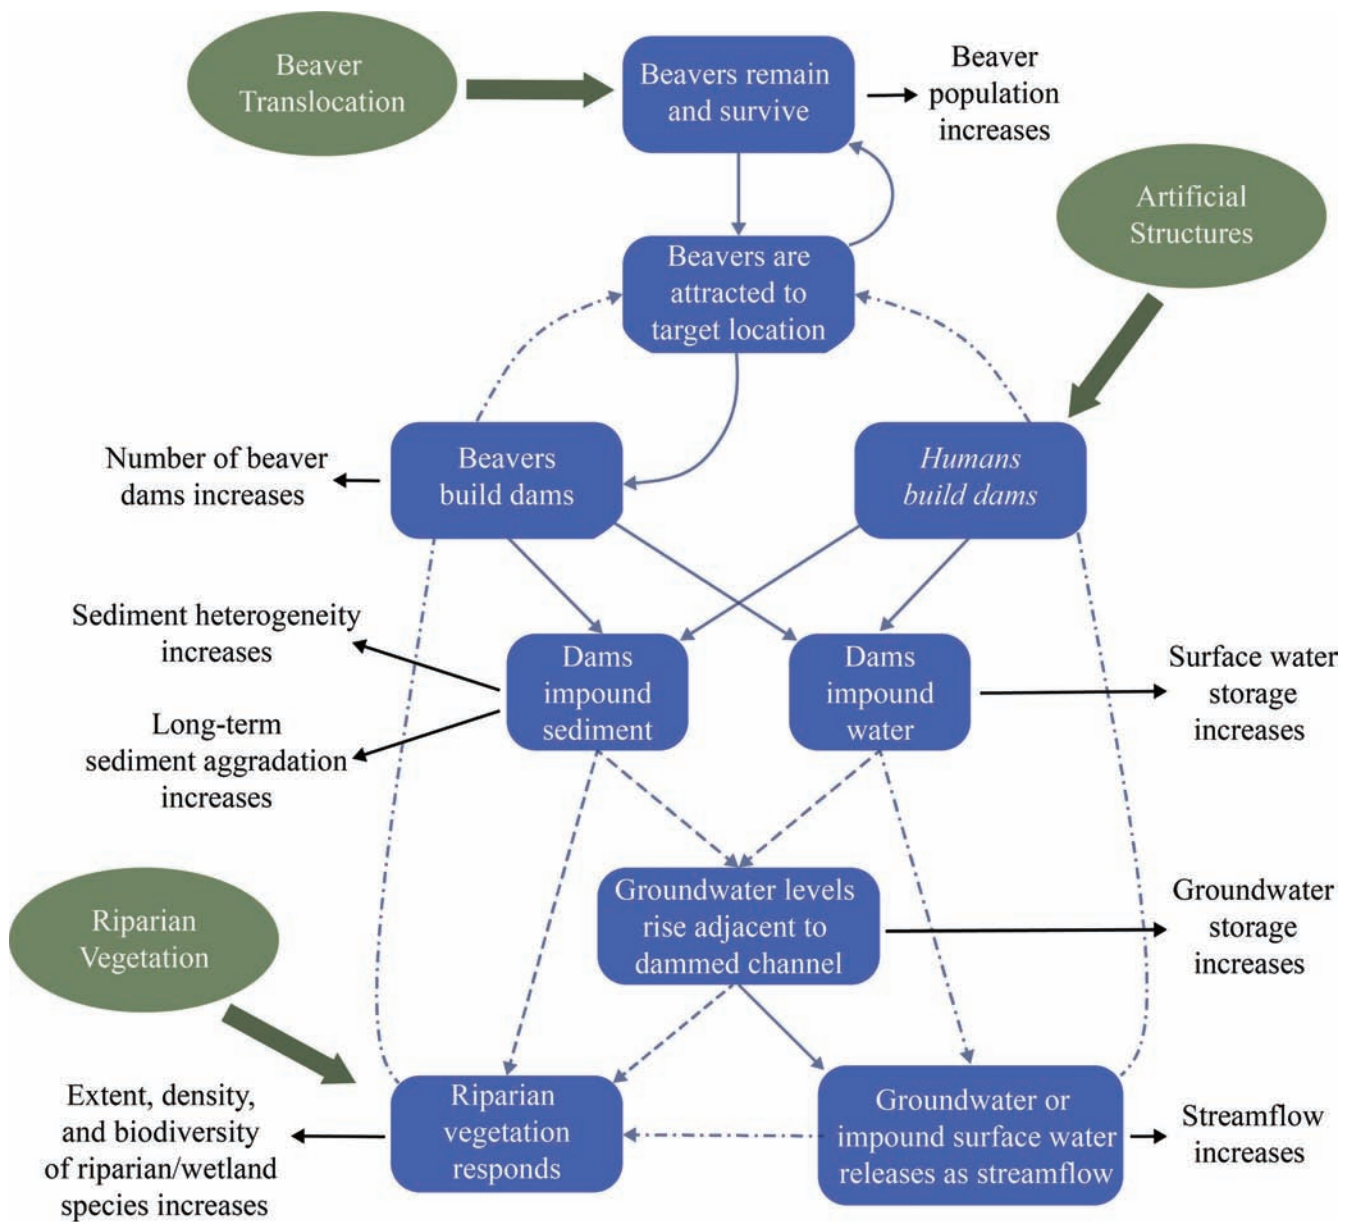 Beaver
Translocation
Beavers remain
and survive
Beaver
population
increases
Artificial
Structures
Beavers are
attracted to
target location
Number of beaver
dams increases
Beavers
build dams
Humans
build dams
Sediment heterogeneity
increases
Long-term
sediment aggradation
increases
Dams
impound
sediment
Dams
impound
water
Surface water
storage
increases
Riparian
Vegetation
Groundwater levels
rise adjacent to
dammed channel
Groundwater
storage
increases
Extent, density,
and biodiversity
of riparian/wetland
species increases
Riparian
vegetation
responds
Groundwater or
impound surface water
releases as streamflow
Streamflow
increases